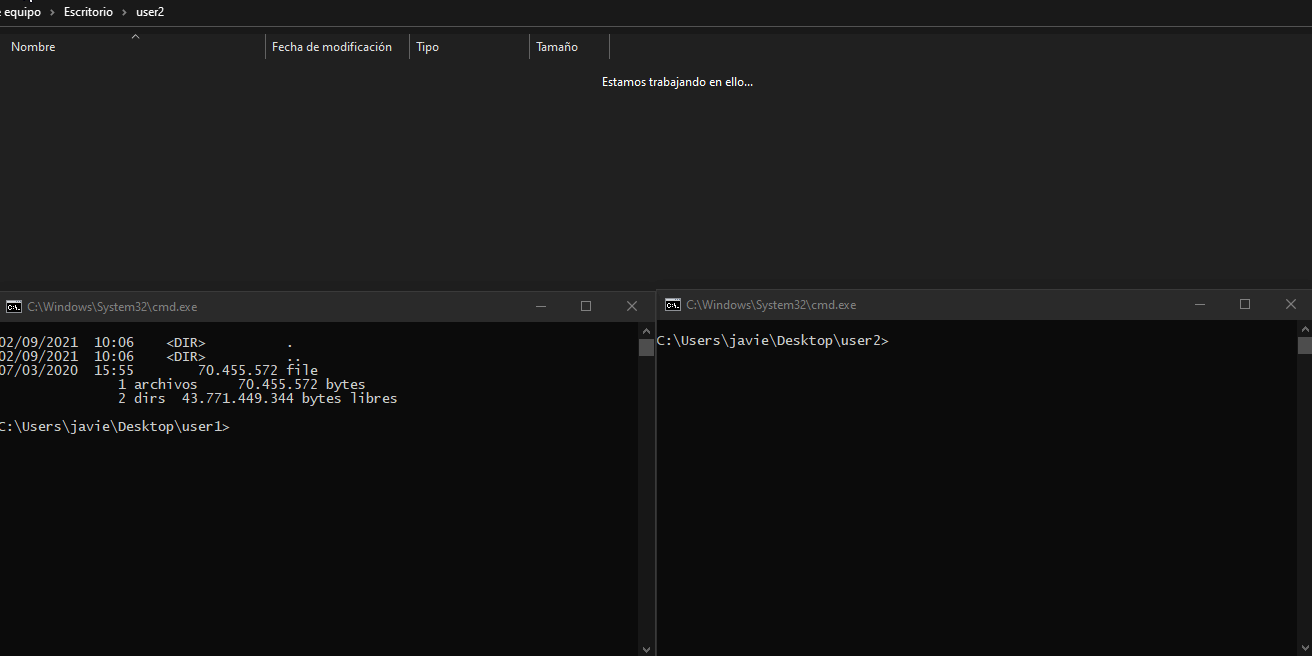 equipo > Escritorio > user2
Nombre Fecha de modificación Tipo Tamaño
Estamos trabajando en ello...
C:\Windows\System32\cmd.exe
02/09/2021  10:06    <DIR>          .
02/09/2021  10:06    <DIR>          ..
07/03/2020  15:55        70.455.572 file
1 archivos     70.455.572 bytes
2 dirs  43.771.449.344 bytes libres
C:\Users\javie\Desktop\user1>
C:\Windows\System32\cmd.exe
C:\Users\javie\Desktop\user2>